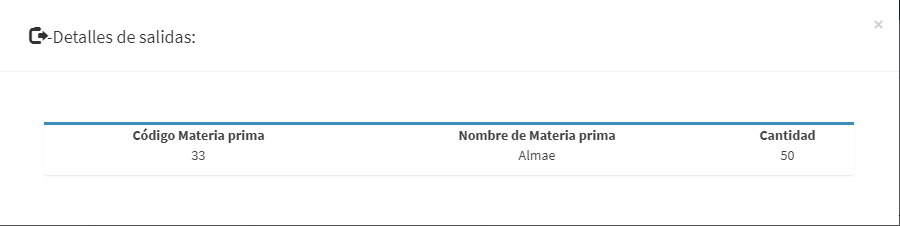 -Detalles de salidas:
×
Código Materia prima Nombre de Materia prima Cantidad
33 Almae 50